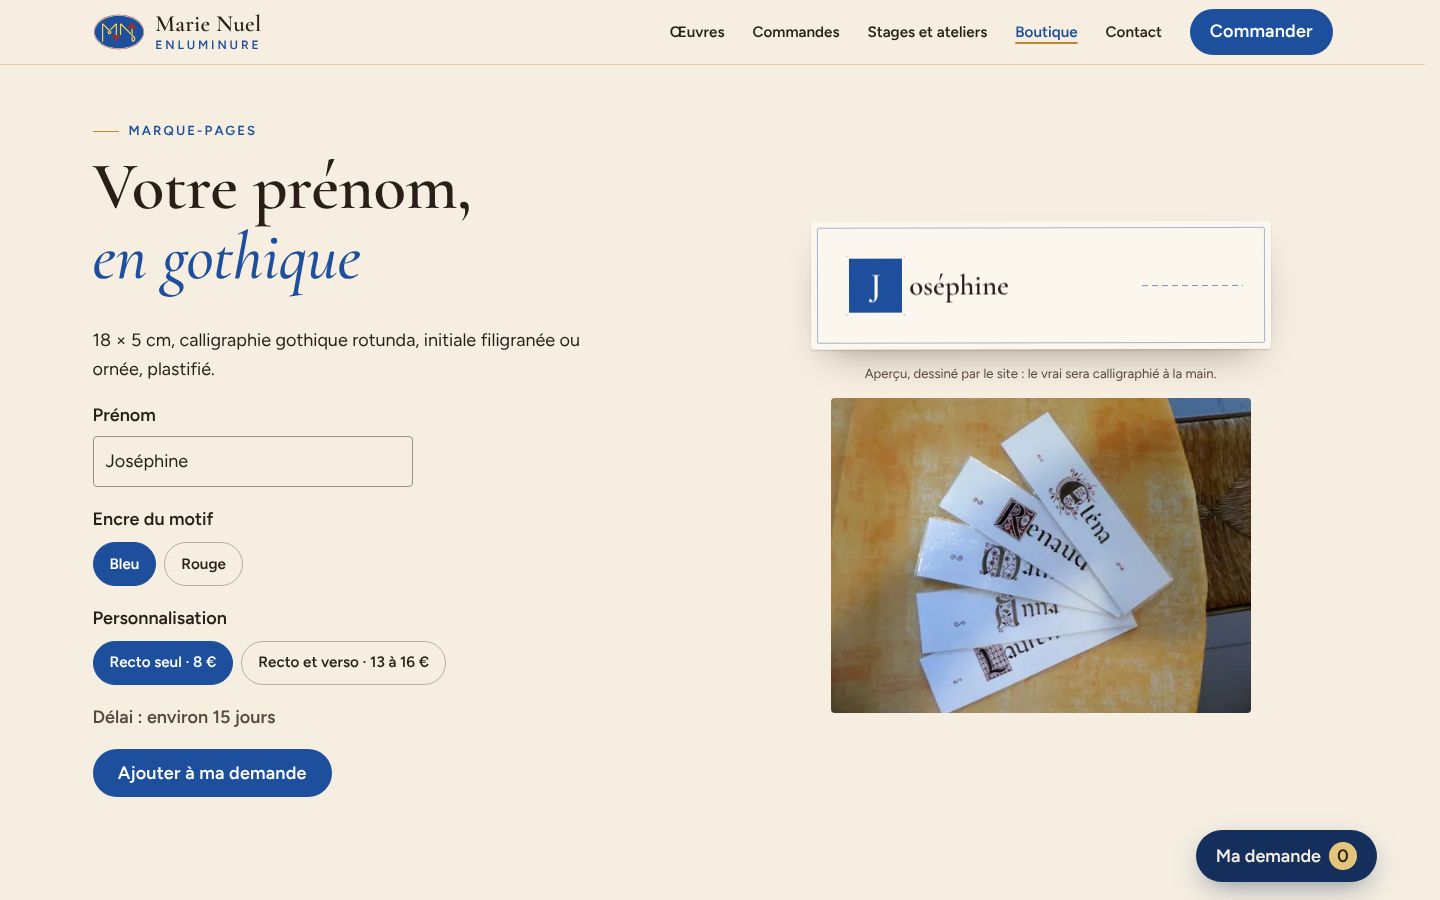 Marie Nuel
ENLUMINURE
Œuvres
Commandes
Stages et ateliers
Boutique
Contact
Commander
MARQUE-PAGES
Votre prénom,
en gothique
18 × 5 cm, calligraphie gothique rotunda, initiale filigranée ou
ornée, plastifié.
Prénom
Joséphine
Encre du motif
Bleu
Rouge
Personnalisation
Recto seul · 8 €
Recto et verso · 13 à 16 €
Délai : environ 15 jours
Ajouter à ma demande
J oséphine
Aperçu, dessiné par le site : le vrai sera calligraphié à la main.
Renaud
Ma demande 0